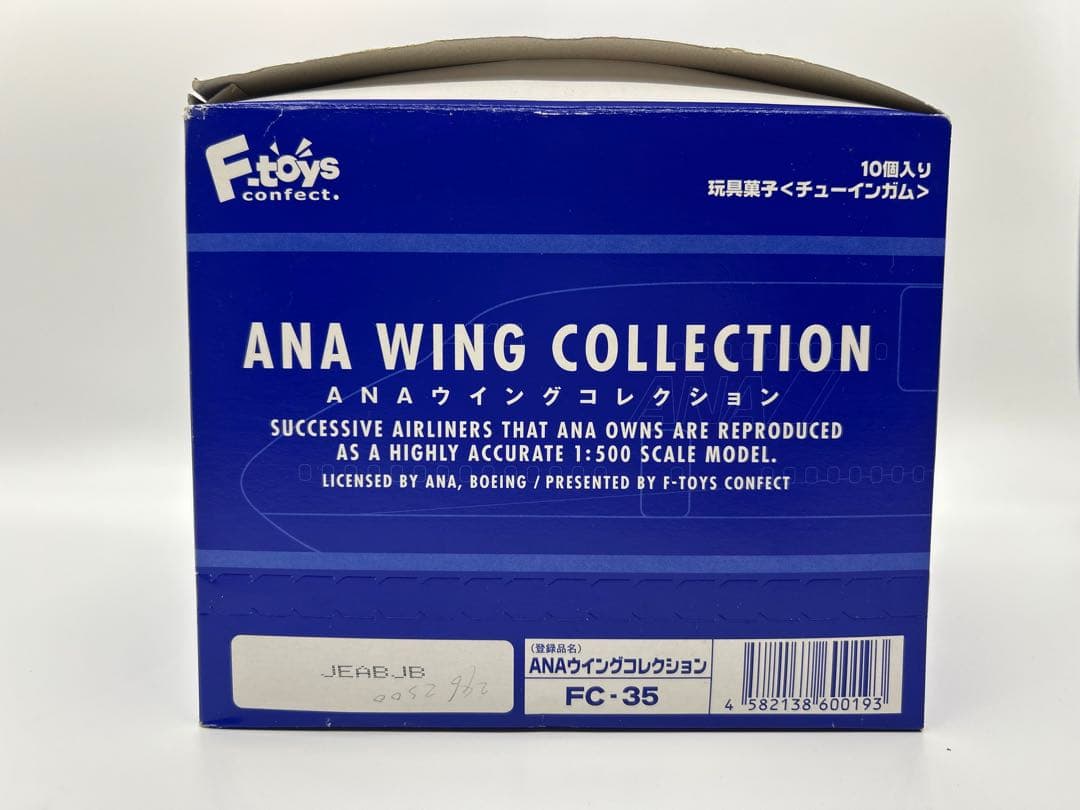 F-toys
confect.
10個入り
玩具菓子<チューインガム>
ANA WING COLLECTION
ANAウイングコレクション
SUCCESSIVE AIRLINERS THAT ANA OWNS ARE REPRODUCED
AS A HIGHLY ACCURATE 1:500 SCALE MODEL.
LICENSED BY ANA, BOEING / PRESENTED BY F-TOYS CONFECT
ANA
JEABJB
(登録品名)
ANAウイングコレクション
FC-35
4 582138 600193